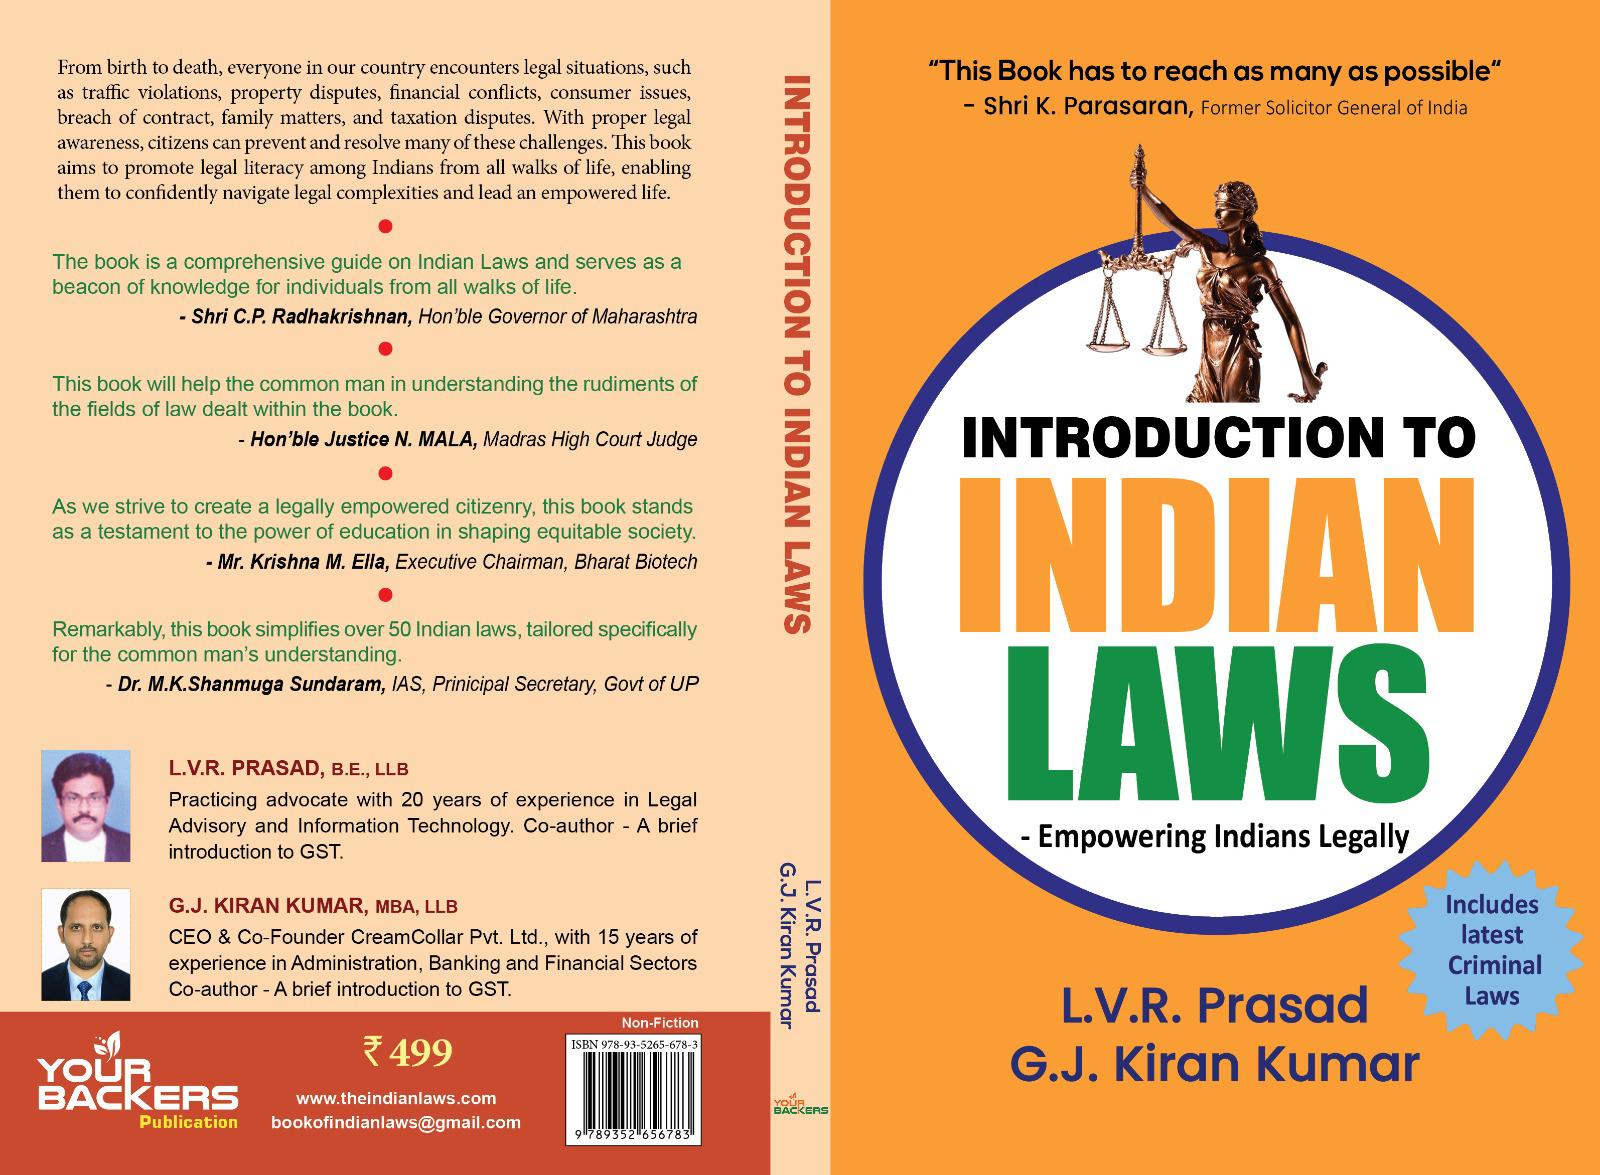 From birth to death, everyone in our country encounters legal situations, such
as traffic violations, property disputes, financial conflicts, consumer issues,
breach of contract, family matters, and taxation disputes. With proper legal
awareness, citizens can prevent and resolve many of these challenges. This book
aims to promote legal literacy among Indians from all walks of life, enabling
them to confidently navigate legal complexities and lead an empowered life.
The book is a comprehensive guide on Indian Laws and serves as a
beacon of knowledge for individuals from all walks of life.
- Shri C.P. Radhakrishnan, Hon'ble Governor of Maharashtra
This book will help the common man in understanding the rudiments of
the fields of law dealt within the book.
- Hon'ble Justice N. MALA, Madras High Court Judge
As we strive to create a legally empowered citizenry, this book stands
as a testament to the power of education in shaping equitable society.
- Mr. Krishna M. Ella, Executive Chairman, Bharat Biotech
Remarkably, this book simplifies over 50 Indian laws, tailored specifically
for the common man's understanding.
- Dr. M.K.Shanmuga Sundaram, IAS, Prinicipal Secretary, Govt of UP
L.V.R. PRASAD, B.E., LLB
Practicing advocate with 20 years of experience in Legal
Advisory and Information Technology. Co-author - A brief
introduction to GST.
G.J. KIRAN KUMAR, MBA, LLB
CEO & Co-Founder CreamCollar Pvt. Ltd., with 15 years of
experience in Administration, Banking and Financial Sectors
Co-author - A brief introduction to GST.
YOUR
BACKERS
Publication
₹ 499
www.theindianlaws.com
bookofindianlaws@gmail.com
Non-Fiction
ISBN 978-93-5265-678-3
9 789352 656783
INTRODUCTION TO INDIAN LAWS
L.V.R. Prasad
G.J. Kiran Kumar
YOUR
BACKERS
“This Book has to reach as many as possible“
- Shri K. Parasaran, Former Solicitor General of India
INTRODUCTION TO
INDIAN
LAWS
- Empowering Indians Legally
Includes
latest
Criminal
Laws
L.V.R. Prasad
G.J. Kiran Kumar